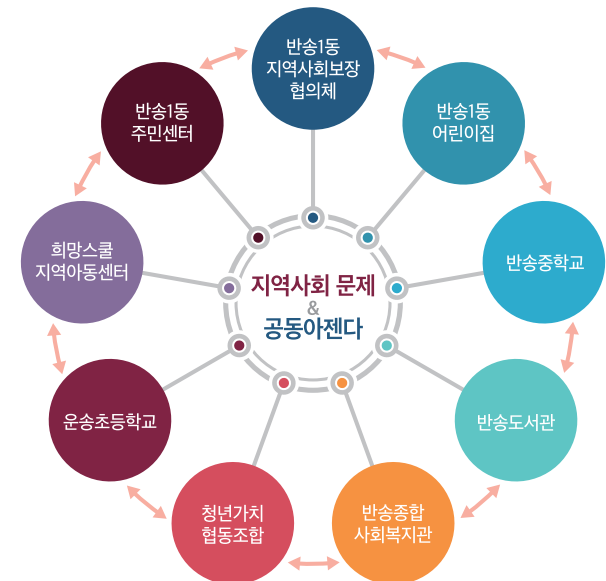 반송1동
지역사회보장
협의체
반송1동
어린이집
반송중학교
반송도서관
반송종합
사회복지관
청년가치
협동조합
운송초등학교
희망스쿨
지역아동센터
반송1동
주민센터
지역사회 문제
&
공동아젠다